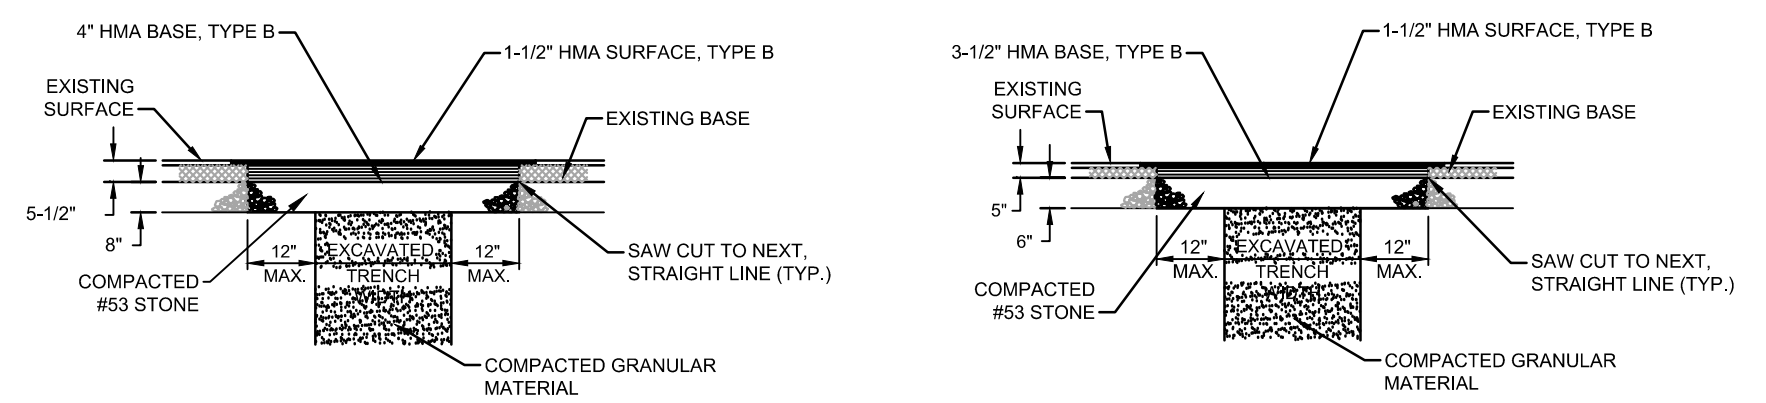 4" HMA BASE, TYPE B
1-1/2" HMA SURFACE, TYPE B
EXISTING
SURFACE
EXISTING BASE
5-1/2"
8"
12"
MAX.
EXCAVATED
TRENCH
WIDTH
12"
MAX.
SAW CUT TO NEXT,
STRAIGHT LINE (TYP.)
COMPACTED
#53 STONE
COMPACTED GRANULAR
MATERIAL
3-1/2" HMA BASE, TYPE B
1-1/2" HMA SURFACE, TYPE B
EXISTING
SURFACE
EXISTING BASE
5"
6"
12"
MAX.
EXCAVATED
TRENCH
WIDTH
12"
MAX.
SAW CUT TO NEXT,
STRAIGHT LINE (TYP.)
COMPACTED
#53 STONE
COMPACTED GRANULAR
MATERIAL